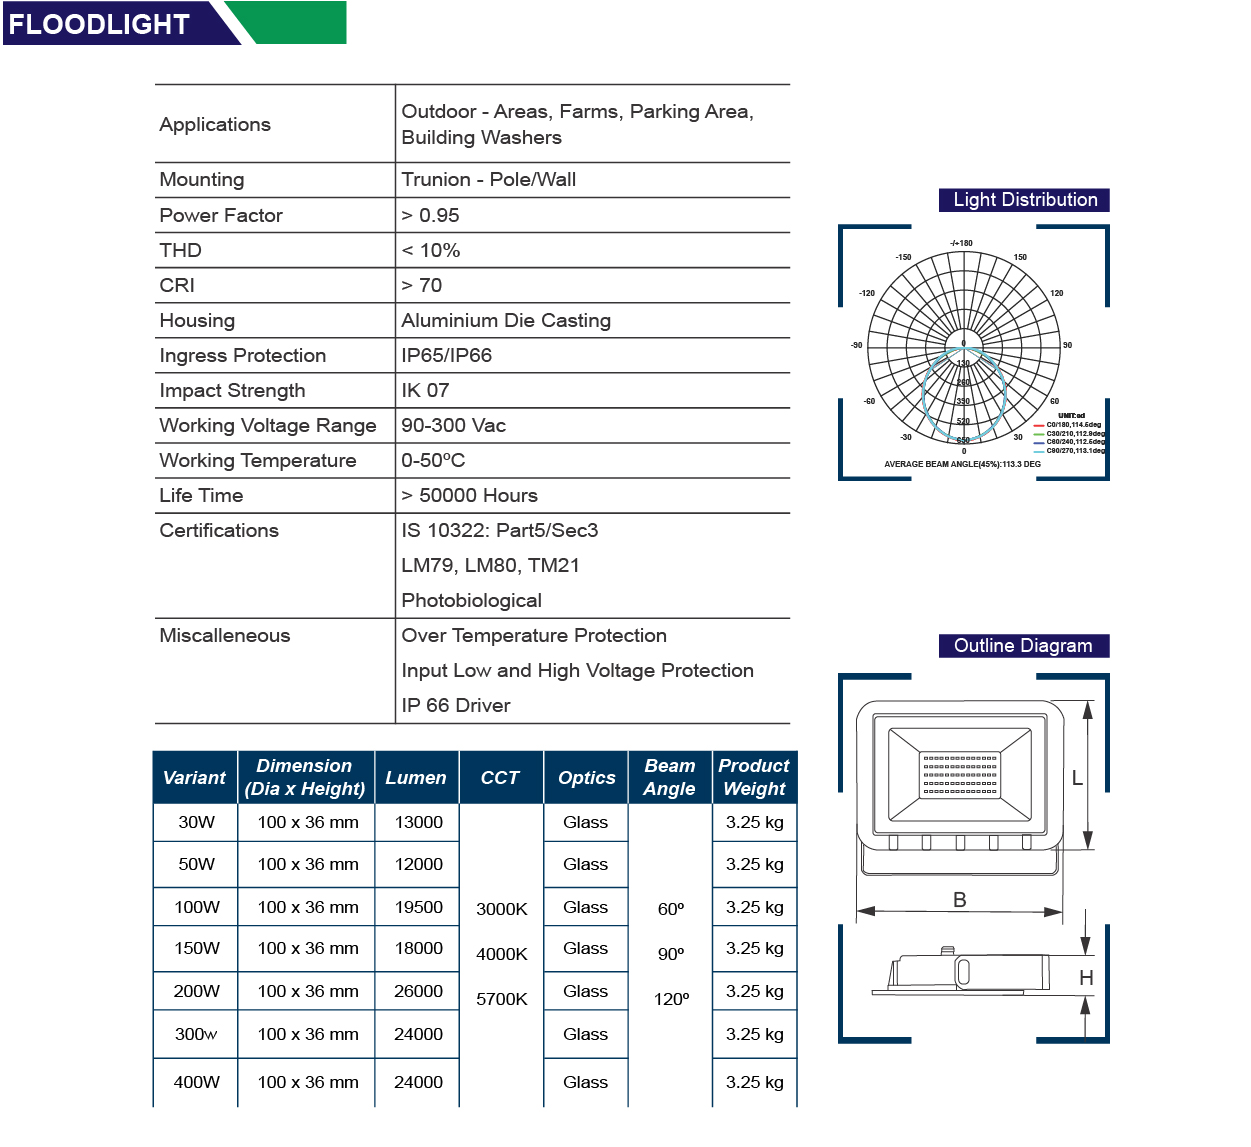 FLOODLIGHT
Applications
Outdoor - Areas, Farms, Parking Area,
Building Washers
Mounting
Trunion - Pole/Wall
Power Factor
> 0.95
THD
< 10%
CRI
> 70
Housing
Aluminium Die Casting
Ingress Protection
IP65/IP66
Impact Strength
IK 07
Working Voltage Range
90-300 Vac
Working Temperature
0-50ºC
Life Time
> 50000 Hours
Certifications
IS 10322: Part5/Sec3
LM79, LM80, TM21
Photobiological
Miscalleneous
Over Temperature Protection
Input Low and High Voltage Protection
IP 66 Driver
Light Distribution
-/+180
-150 150
-120 120
-90 0 90
130
260
-60 390 60
520
-30 650 30
0
UNIT:cd
C0/180,114.5deg
C30/210,112.9deg
C60/240,112.5deg
C90/270,113.1deg
AVERAGE BEAM ANGLE(45%):113.3 DEG
Outline Diagram
L
B
H
Variant Dimension (Dia x Height) Lumen CCT Optics Beam Angle Product Weight
30W 100 x 36 mm 13000 Glass 3.25 kg
50W 100 x 36 mm 12000 Glass 3.25 kg
100W 100 x 36 mm 19500 3000K Glass 60º 3.25 kg
150W 100 x 36 mm 18000 4000K Glass 90º 3.25 kg
200W 100 x 36 mm 26000 5700K Glass 120º 3.25 kg
300w 100 x 36 mm 24000 Glass 3.25 kg
400W 100 x 36 mm 24000 Glass 3.25 kg